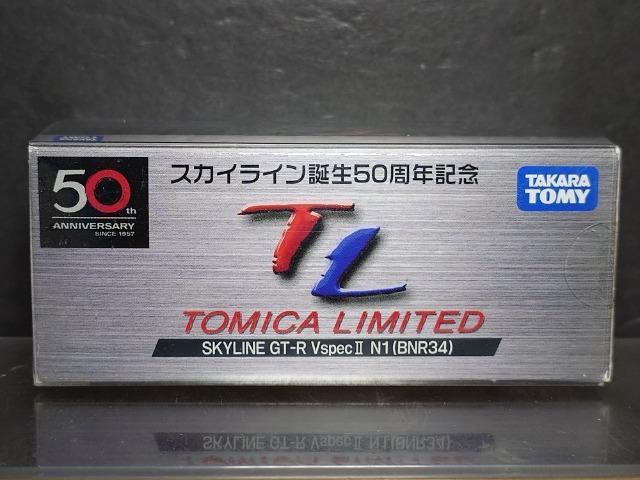 50th
ANNIVERSARY
SINCE 1957
スカイライン誕生50周年記念
TAKARA
TOMY
TL
TOMICA LIMITED
SKYLINE GT-R VspecⅡ N1(BNR34)